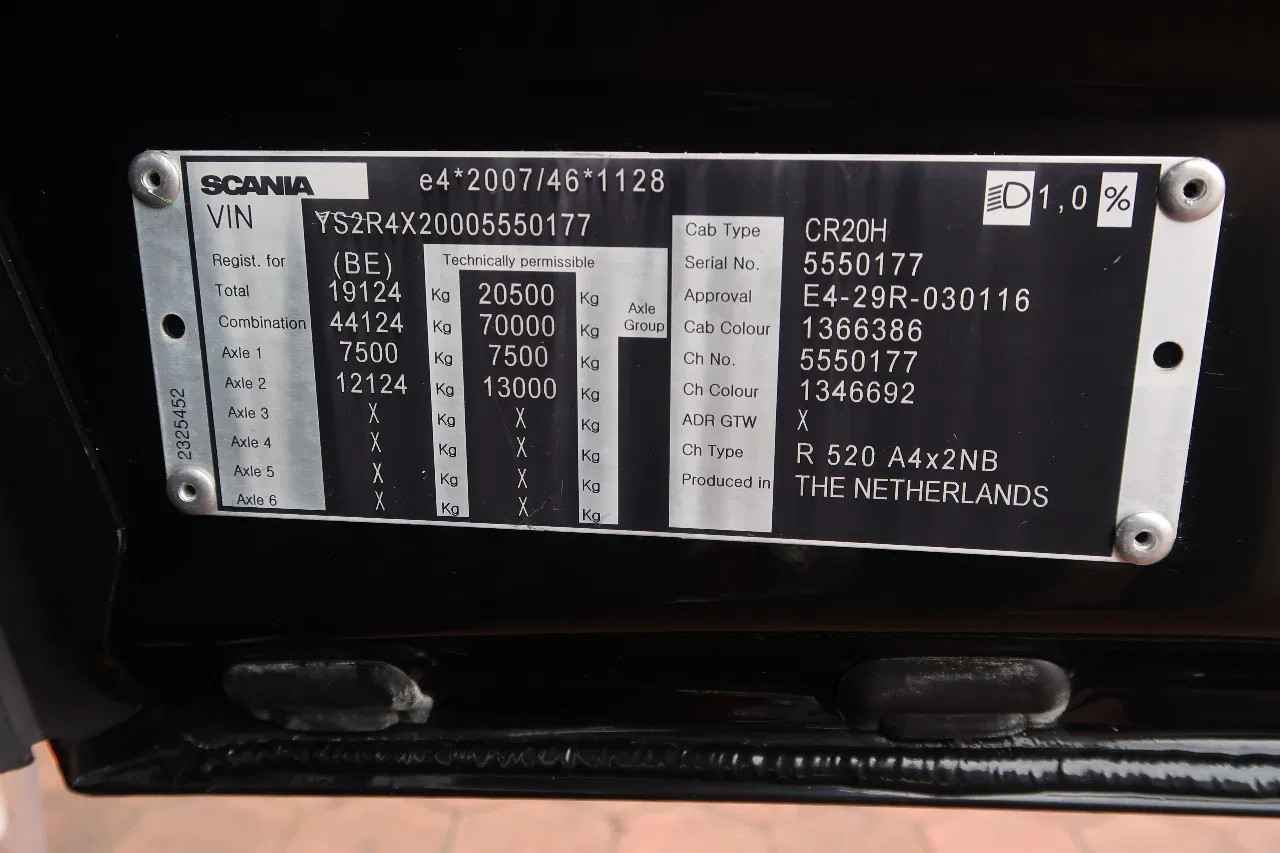 SCANIA e4*2007/46*1128 1,0 %
VIN YS2R4X20005550177
Regist. for (BE) Technically permissible
Total 19124 Kg 20500 Kg
Combination 44124 Kg 70000 Kg Axle Group
Axle 1 7500 Kg 7500 Kg
Axle 2 12124 Kg 13000 Kg
Axle 3 X Kg X Kg
Axle 4 X Kg X Kg
Axle 5 X Kg X Kg
Axle 6 X Kg X Kg
Cab Type CR20H
Serial No. 5550177
Approval E4-29R-030116
Cab Colour 1366386
Ch No. 5550177
Ch Colour 1346692
ADR GTW X
Ch Type R 520 A4x2NB
Produced in THE NETHERLANDS
2325452